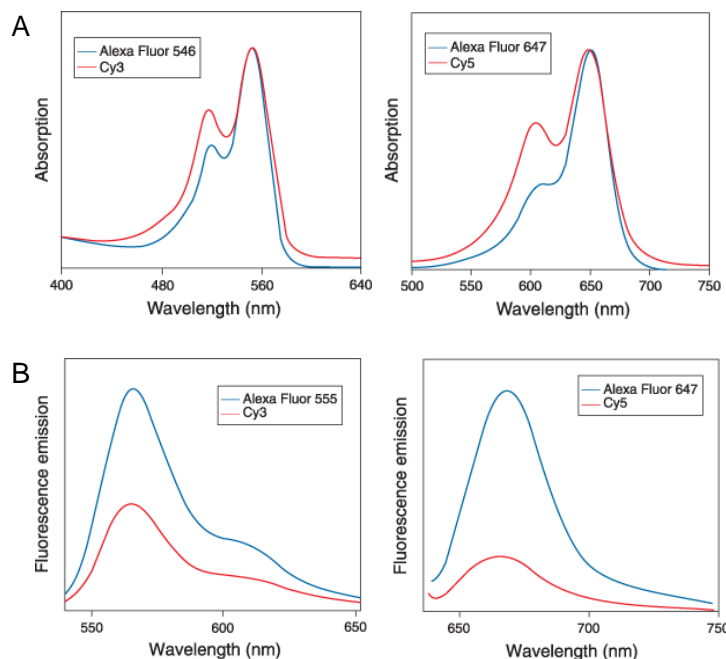 A
Alexa Fluor 546
Cy3
Absorption
400 480 560 640
Wavelength (nm)
Alexa Fluor 647
Cy5
Absorption
500 550 600 650 700 750
Wavelength (nm)
B
Alexa Fluor 555
Cy3
Fluorescence emission
550 600 650
Wavelength (nm)
Alexa Fluor 647
Cy5
Fluorescence emission
650 700 750
Wavelength (nm)